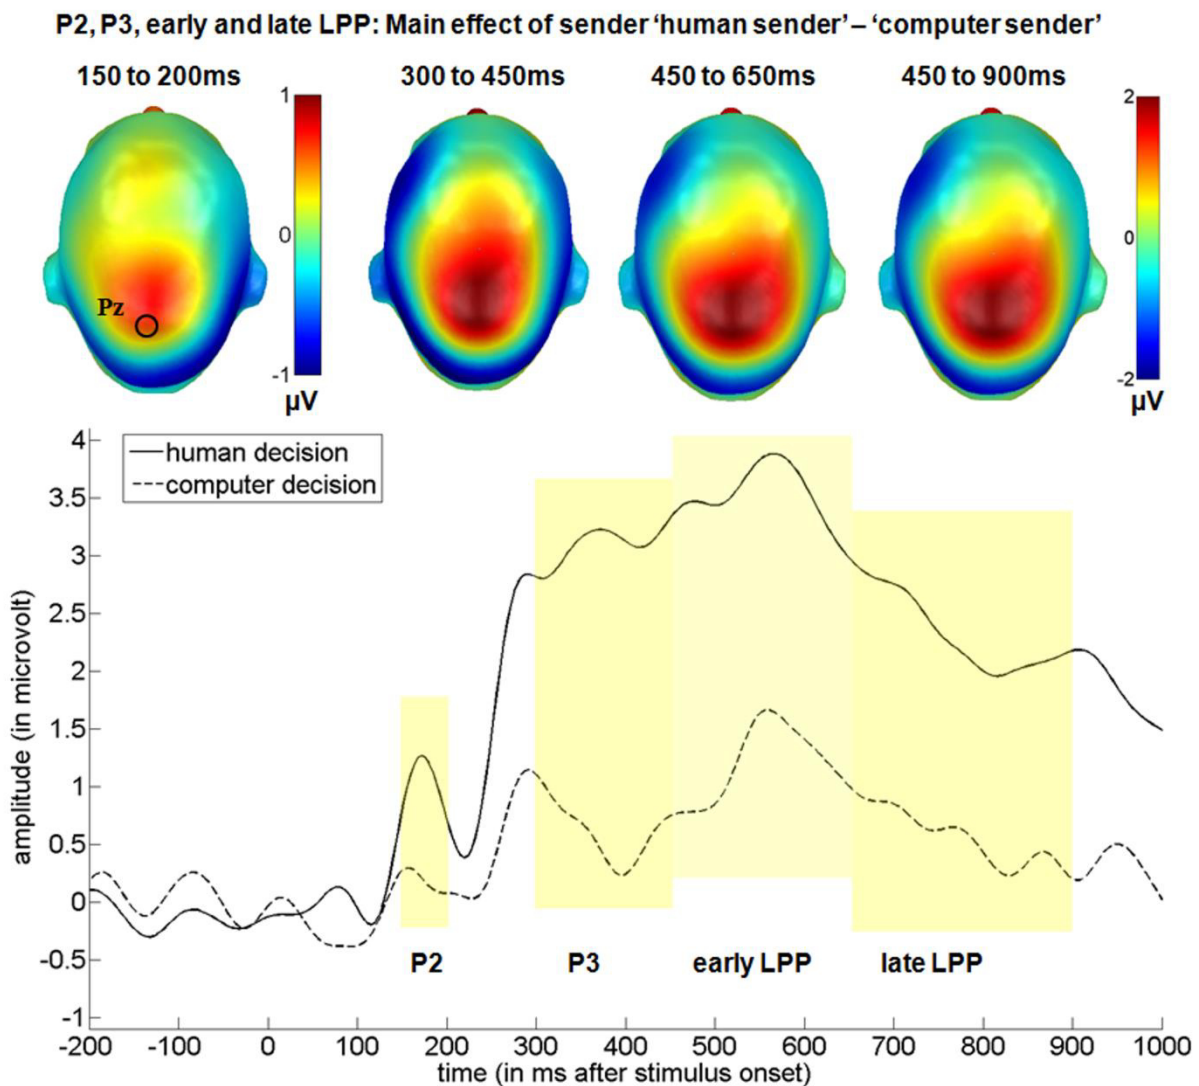 P2, P3, early and late LPP: Main effect of sender ‘human sender’ – ‘computer sender’
150 to 200ms
300 to 450ms
450 to 650ms
450 to 900ms
1
0
-1
µV
Pz
2
0
-2
µV
human decision
computer decision
4
3.5
3
2.5
2
1.5
1
0.5
0
-0.5
-1
amplitude (in microvolt)
P2
P3
early LPP
late LPP
-200 -100 0 100 200 300 400 500 600 700 800 900 1000
time (in ms after stimulus onset)